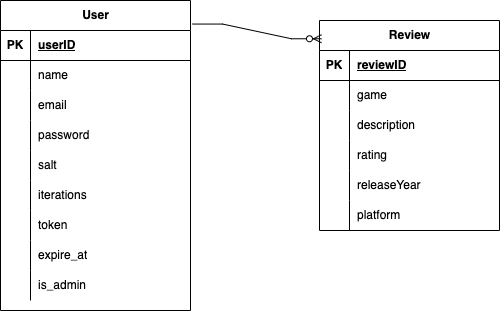 User
PK userID
name
email
password
salt
iterations
token
expire_at
is_admin
Review
PK reviewID
game
description
rating
releaseYear
platform